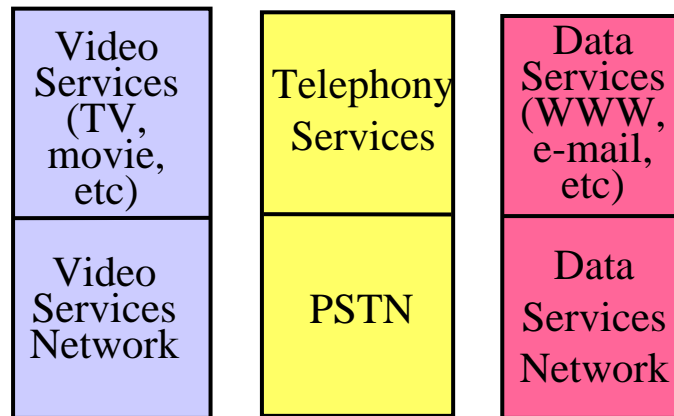 Video
Services
(TV,
movie,
etc)
Video
Services
Network
Telephony
Services
PSTN
Data
Services
(WWW,
e-mail,
etc)
Data
Services
Network